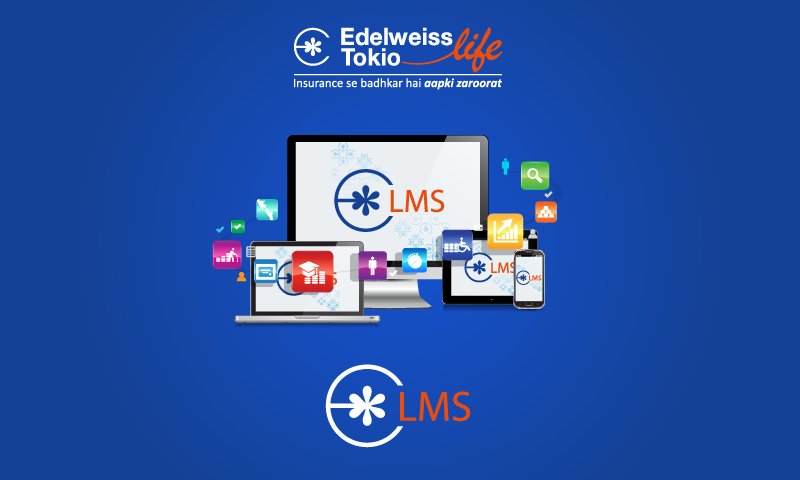 Edelweiss
Tokio life
Insurance se badhkar hai aapki zaroorat
LMS
LMS
LMS
LMS